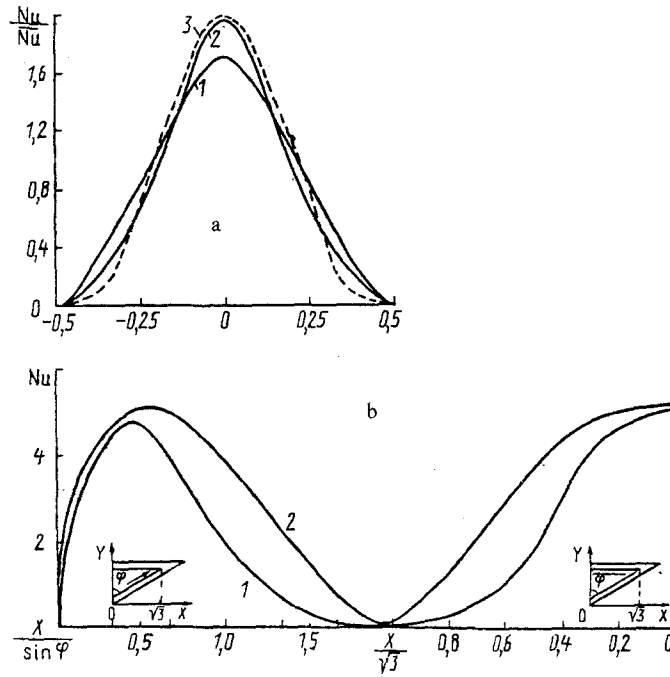 Nu
N̅u̅
3
2
1,6
1
1,2
0,8
a
0,4
0
-0,5 -0,25 0 0,25 0,5
Nu
b
4
2
2
1
Y
φ
0 √3 X
Y
φ
0 √3 X
X
sin φ
0,5 1,0 1,5
X
√3
0,8 0,6 0,4 0,2 0